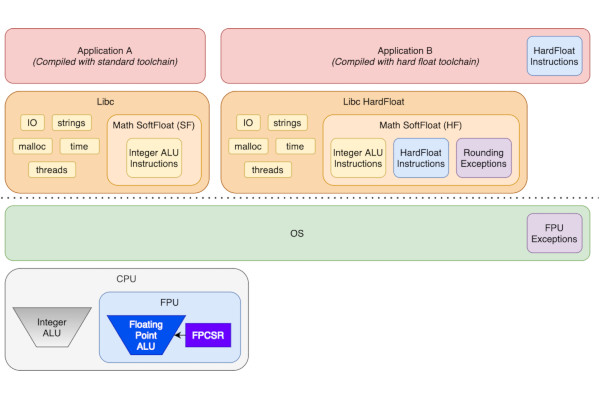 Application A
(Compiled with standard toolchain)
Application B
(Compiled with hard float toolchain)
HardFloat
Instructions
Libc
IO
strings
malloc
time
threads
Math SoftFloat (SF)
Integer ALU
Instructions
Libc HardFloat
IO
strings
malloc
time
threads
Math SoftFloat (HF)
Integer ALU
Instructions
HardFloat
Instructions
Rounding
Exceptions
OS
FPU
Exceptions
CPU
Integer
ALU
FPU
Floating
Point
ALU
FPCSR